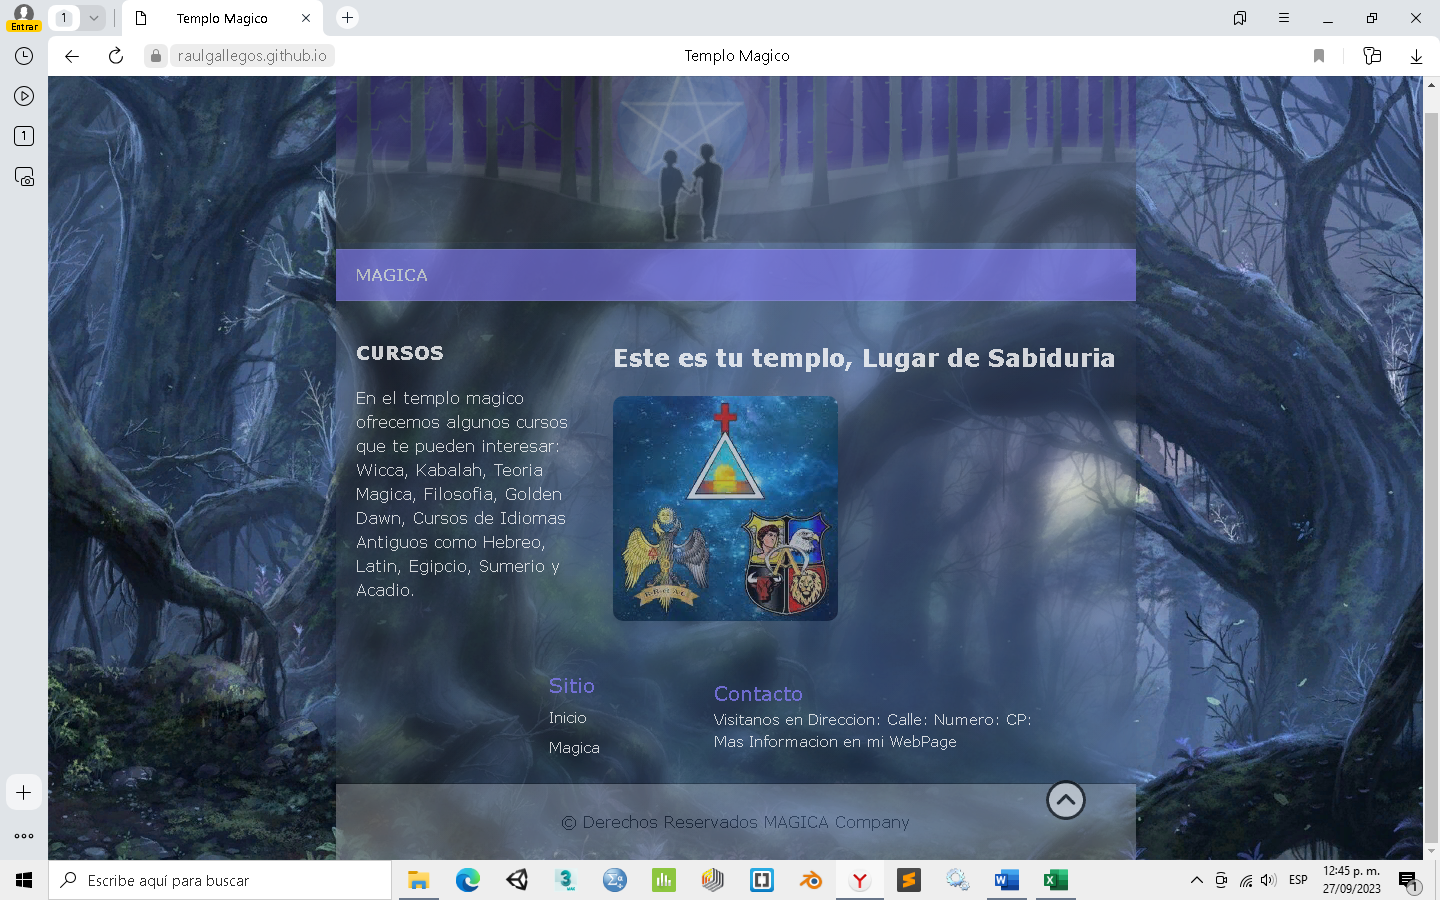 Entrar
1
Templo Magico
1
raulgallegos.github.io
Templo Magico
MAGICA
CURSOS
En el templo magico
ofrecemos algunos cursos
que te pueden interesar:
Wicca, Kabalah, Teoria
Magica, Filosofia, Golden
Dawn, Cursos de Idiomas
Antiguos como Hebreo,
Latin, Egipcio, Sumerio y
Acadio.
Este es tu templo, Lugar de Sabiduria
Sitio
Inicio
Magica
Contacto
Visitanos en Direccion: Calle: Numero: CP:
Mas Informacion en mi WebPage
© Derechos Reservados MAGICA Company
Escribe aquí para buscar
ESP
12:45 p. m.
27/09/2023
1